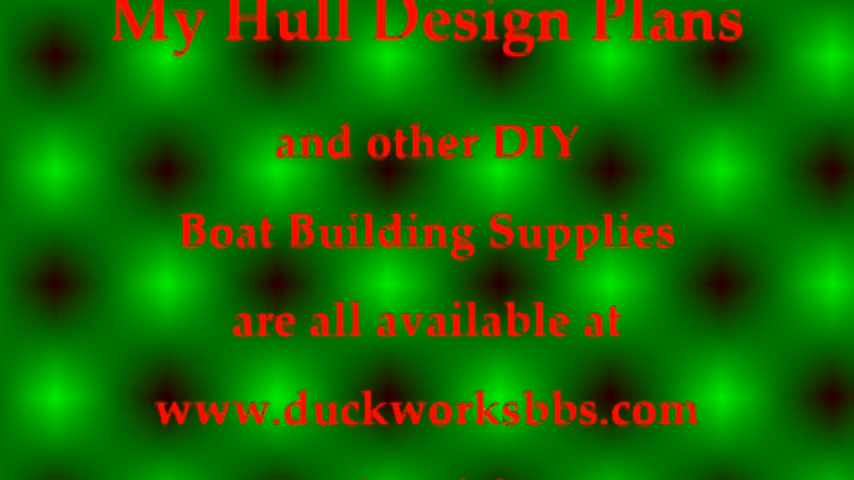 My Hull Design Plans
and other DIY
Boat Building Supplies
are all available at
www.duckworksbbs.com